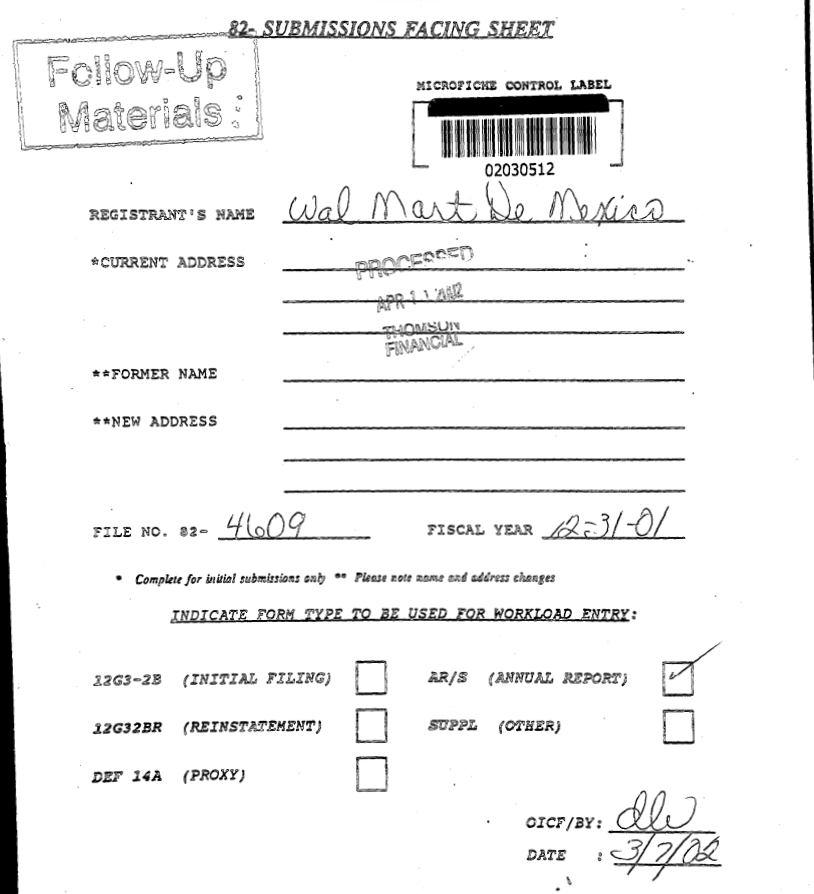 82- SUBMISSIONS FACING SHEET
Follow-Up
Materials
MICROFICHE CONTROL LABEL
02030512
REGISTRANT'S NAME Wal Mart De Mexico
*CURRENT ADDRESS
PROCESSED
APR 11 2002
THOMSON
FINANCIAL
**FORMER NAME
**NEW ADDRESS
FILE NO. 82- 4609 FISCAL YEAR 12-31-01
* Complete for initial submissions only ** Please note name and address changes
INDICATE FORM TYPE TO BE USED FOR WORKLOAD ENTRY:
12G3-2B (INITIAL FILING) AR/S (ANNUAL REPORT)
12G32BR (REINSTATEMENT) SUPPL (OTHER)
DEF 14A (PROXY)
OICF/BY: dlw
DATE : 3/7/02